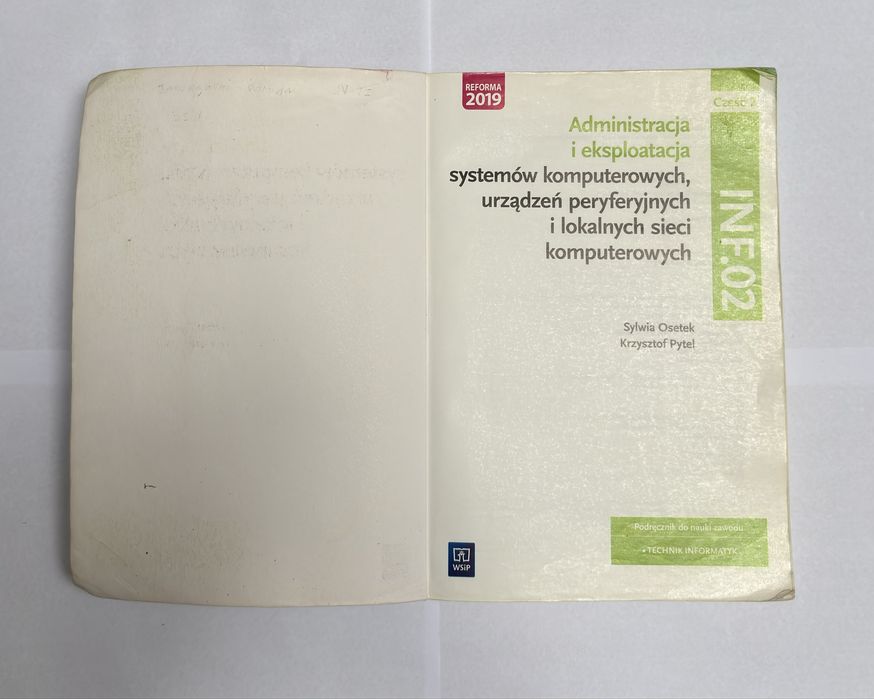 REFORMA
2019
Część 2
Administracja
i eksploatacja
systemów komputerowych,
urządzeń peryferyjnych
i lokalnych sieci
komputerowych
INF.02
Sylwia Osetek
Krzysztof Pytel
Podręcznik do nauki zawodu
• TECHNIK INFORMATYK
WSiP